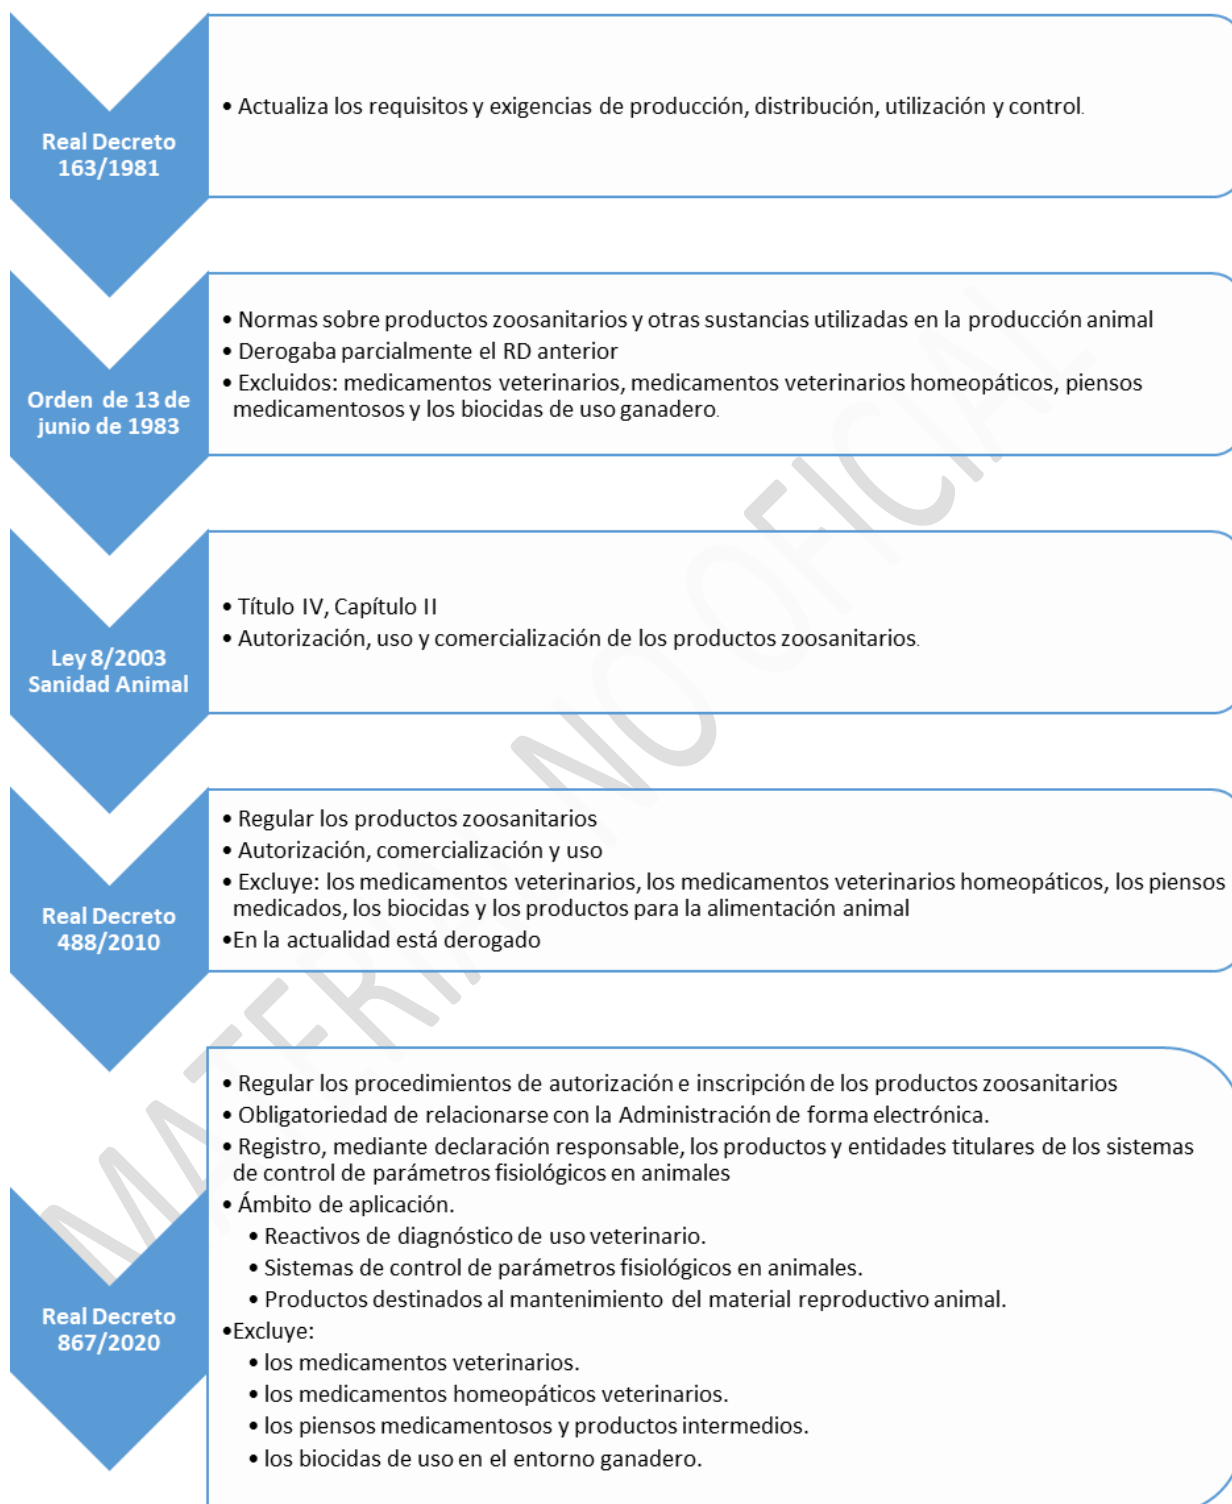 Real Decreto
163/1981
• Actualiza los requisitos y exigencias de producción, distribución, utilización y control.
Orden de 13 de
junio de 1983
• Normas sobre productos zoosanitarios y otras sustancias utilizadas en la producción animal
• Derogaba parcialmente el RD anterior
• Excluidos: medicamentos veterinarios, medicamentos veterinarios homeopáticos, piensos
medicamentosos y los biocidas de uso ganadero.
Ley 8/2003
Sanidad Animal
• Título IV, Capítulo II
• Autorización, uso y comercialización de los productos zoosanitarios.
Real Decreto
488/2010
• Regular los productos zoosanitarios
• Autorización, comercialización y uso
• Excluye: los medicamentos veterinarios, los medicamentos veterinarios homeopáticos, los piensos
medicados, los biocidas y los productos para la alimentación animal
•En la actualidad está derogado
Real Decreto
867/2020
• Regular los procedimientos de autorización e inscripción de los productos zoosanitarios
• Obligatoriedad de relacionarse con la Administración de forma electrónica.
• Registro, mediante declaración responsable, los productos y entidades titulares de los sistemas
de control de parámetros fisiológicos en animales
• Ámbito de aplicación.
• Reactivos de diagnóstico de uso veterinario.
• Sistemas de control de parámetros fisiológicos en animales.
• Productos destinados al mantenimiento del material reproductivo animal.
•Excluye:
• los medicamentos veterinarios.
• los medicamentos homeopáticos veterinarios.
• los piensos medicamentosos y productos intermedios.
• los biocidas de uso en el entorno ganadero.
MATERIAL NO OFICIAL